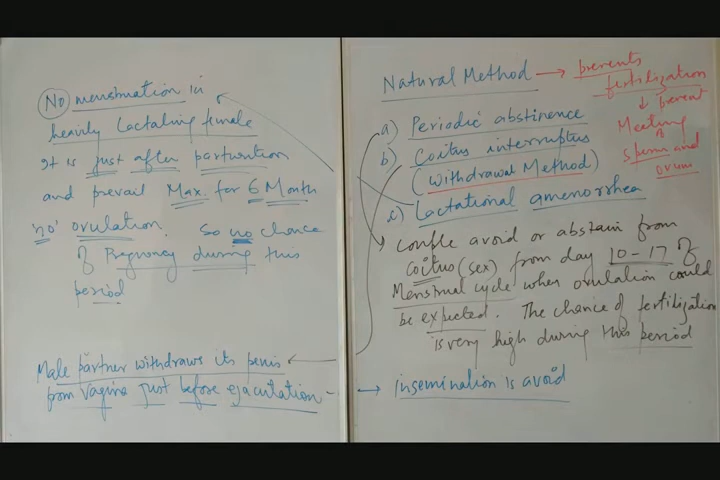 No menstruation in
heavily Lactating female
It is just after parturition
and prevail Max. for 6 Month
'no' ovulation. So no chance
of Pregnancy during this
period
Male partner withdraws its penis
from vagina just before ejaculation -
Natural Method → prevents
fertilization
↓ prevent
Meeting
of
sperm and
ovum
a) Periodic abstinence
b) Coitus interruptus
(withdrawal Method)
c) Lactational amenorrhea
Couple avoid or abstain from
coitus (sex) from day 10-17 of
Menstrual cycle when ovulation could
be expected. The chance of fertilization
is very high during this period
→ insemination is avoid